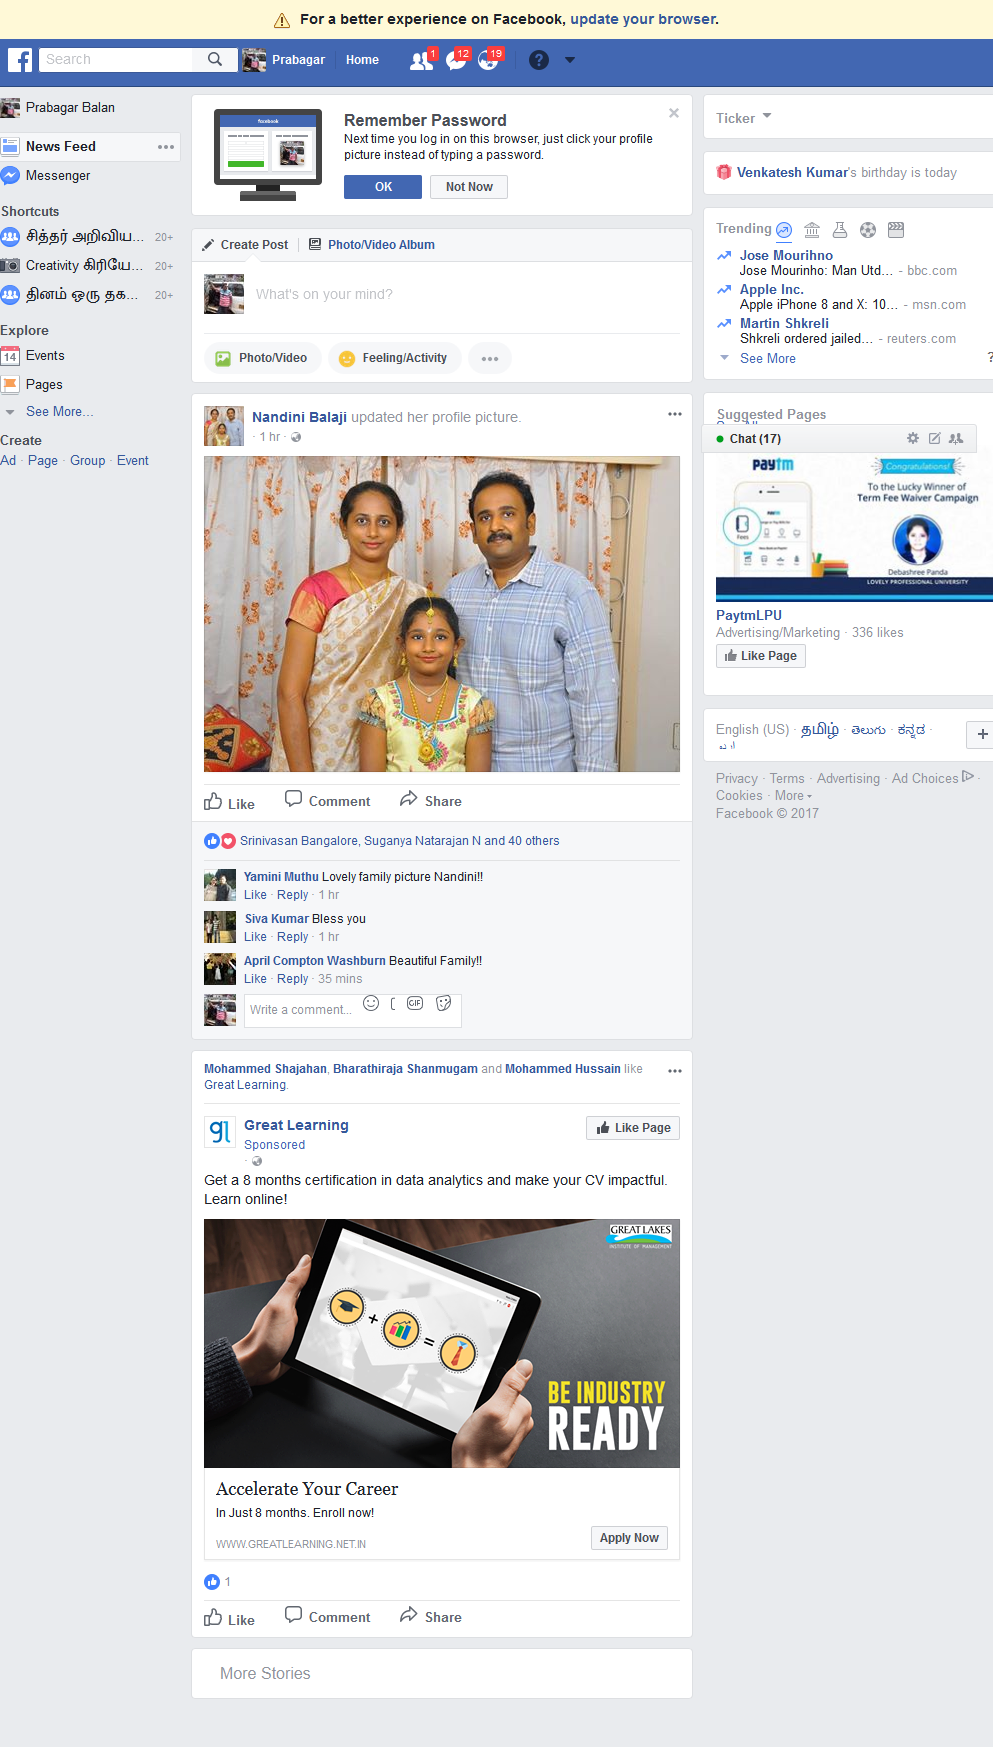 For a better experience on Facebook, update your browser.
Search
Prabagar
Home
1
12
19
?
Prabagar Balan
News Feed
Messenger
Shortcuts
சித்தர் அறிவிய... 20+
Creativity கிரியே... 20+
தினம் ஒரு தக... 20+
Explore
14 Events
Pages
See More...
Create
Ad · Page · Group · Event
facebook
Remember Password
Next time you log in on this browser, just click your profile
picture instead of typing a password.
OK
Not Now
Create Post
Photo/Video Album
What's on your mind?
Photo/Video
Feeling/Activity
Nandini Balaji updated her profile picture.
· 1 hr ·
Like
Comment
Share
Srinivasan Bangalore, Suganya Natarajan N and 40 others
Yamini Muthu Lovely family picture Nandini!!
Like · Reply · 1 hr
Siva Kumar Bless you
Like · Reply · 1 hr
April Compton Washburn Beautiful Family!!
Like · Reply · 35 mins
Write a comment...
GIF
Mohammed Shajahan, Bharathiraja Shanmugam and Mohammed Hussain like
Great Learning.
gl
Great Learning
Sponsored
Like Page
Get a 8 months certification in data analytics and make your CV impactful.
Learn online!
GREAT LAKES
INSTITUTE OF MANAGEMENT
+
=
BE INDUSTRY
READY
Accelerate Your Career
In Just 8 months. Enroll now!
WWW.GREATLEARNING.NET.IN
Apply Now
1
Like
Comment
Share
More Stories
Ticker
Venkatesh Kumar's birthday is today
Trending
Jose Mourihno
Jose Mourinho: Man Utd... - bbc.com
Apple Inc.
Apple iPhone 8 and X: 10... - msn.com
Martin Shkreli
Shkreli ordered jailed... - reuters.com
See More
?
Suggested Pages
Chat (17)
paytm
Congratulations!
To the Lucky Winner of
Term Fee Waiver Campaign
Fees
Debashree Panda
LOVELY PROFESSIONAL UNIVERSITY
PaytmLPU
Advertising/Marketing · 336 likes
Like Page
English (US) · தமிழ் · తెలుగు · ಕನ್ನಡ ·
+
Privacy · Terms · Advertising · Ad Choices ·
Cookies · More
Facebook © 2017